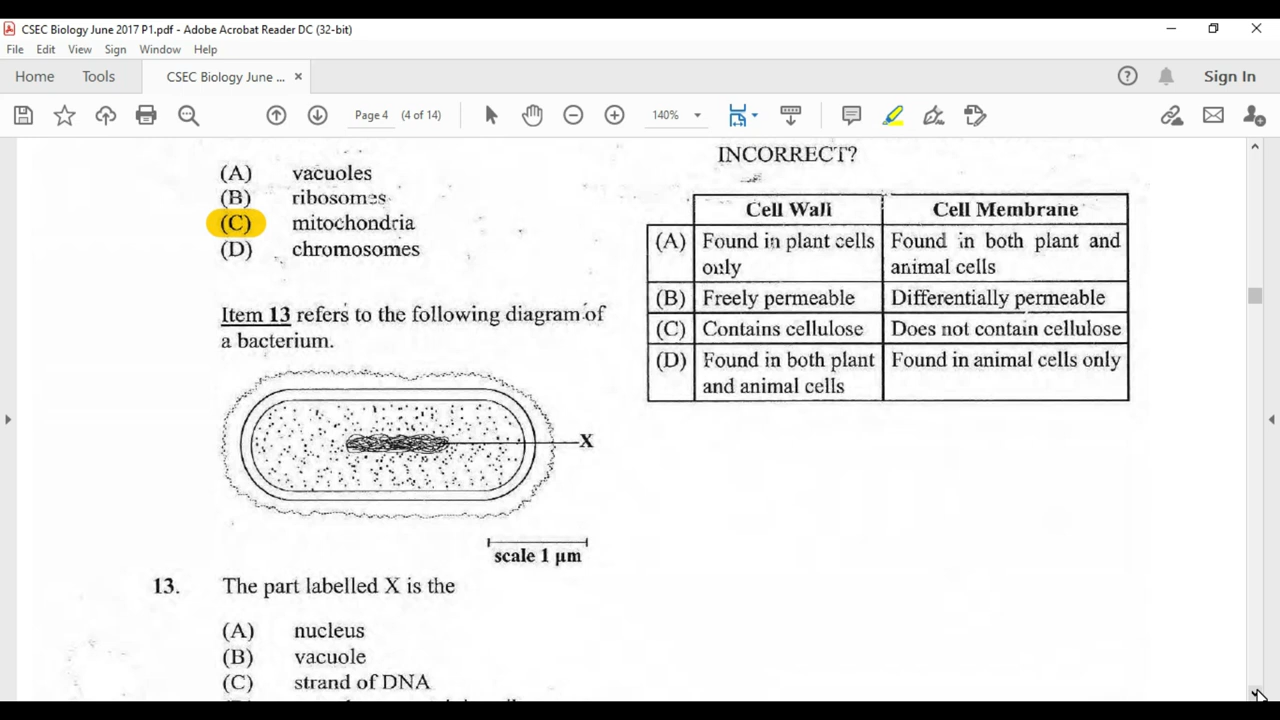 CSEC Biology June 2017 P1.pdf - Adobe Acrobat Reader DC (32-bit)
File Edit View Sign Window Help
Home Tools CSEC Biology June ... × Sign In
Page 4 (4 of 14) 140%
(A) vacuoles
(B) ribosomes
(C) mitochondria
(D) chromosomes
Item 13 refers to the following diagram of
a bacterium.
X
scale 1 µm
13. The part labelled X is the
(A) nucleus
(B) vacuole
(C) strand of DNA
INCORRECT?
Cell Wall Cell Membrane
(A) Found in plant cells Found in both plant and
only animal cells
(B) Freely permeable Differentially permeable
(C) Contains cellulose Does not contain cellulose
(D) Found in both plant Found in animal cells only
and animal cells